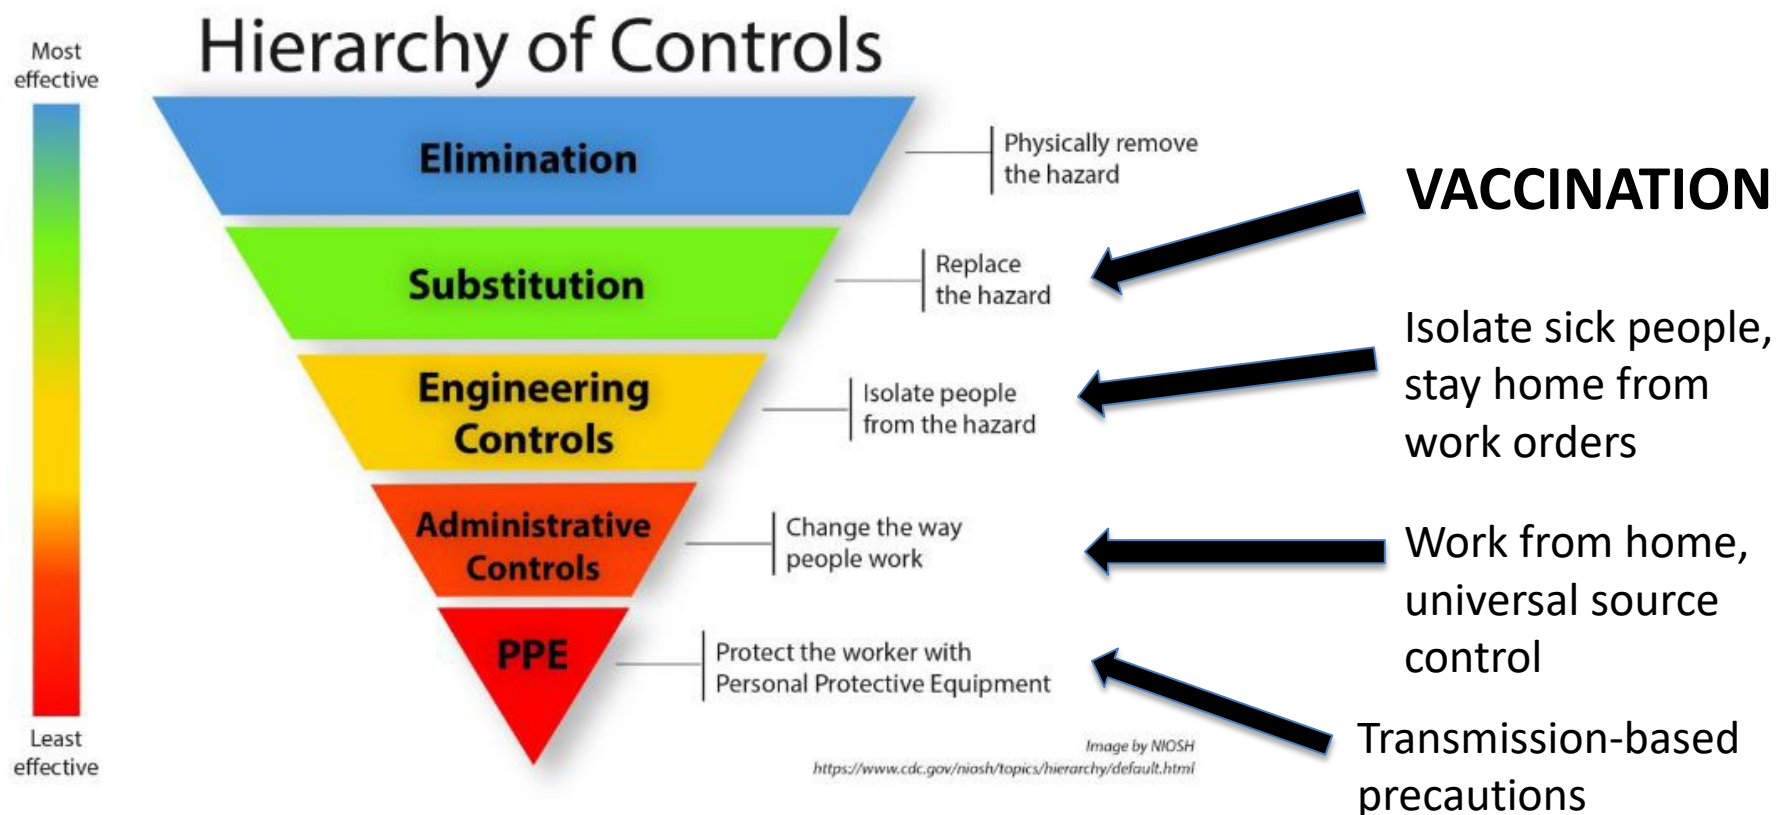 Hierarchy of Controls
Most
effective
Elimination
Physically remove
the hazard
VACCINATION
Substitution
Replace
the hazard
Isolate sick people,
stay home from
work orders
Engineering
Controls
Isolate people
from the hazard
Administrative
Controls
Change the way
people work
Work from home,
universal source
control
PPE
Protect the worker with
Personal Protective Equipment
Least
effective
Image by NIOSH
https://www.cdc.gov/niosh/topics/hierarchy/default.html
Transmission-based
precautions